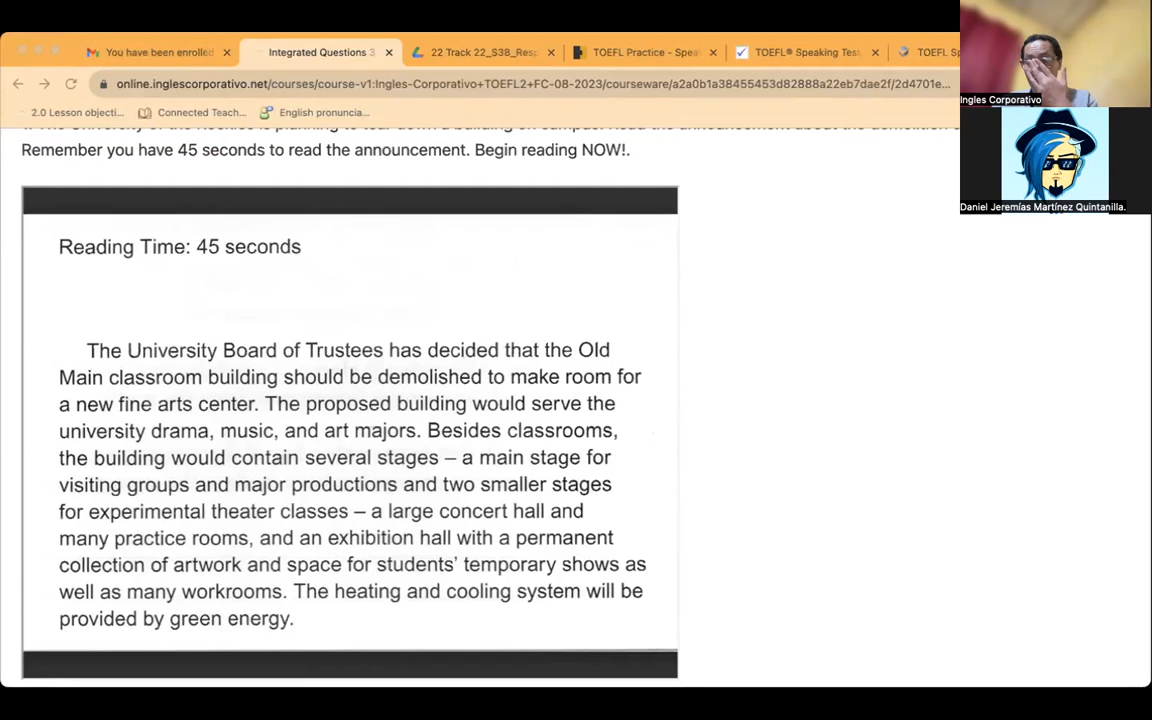 You have been enrolled
Integrated Questions 3
22 Track 22_S38_Resp
TOEFL Practice - Spea
TOEFL® Speaking Test
TOEFL Sp
online.inglescorporativo.net/courses/course-v1:Ingles-Corporativo+TOEFL2+FC-08-2023/courseware/a2a0b1a38455453d82888a22eb7dae2f/2d4701e...
2.0 Lesson objecti...
Connected Teach...
English pronuncia...
Remember you have 45 seconds to read the announcement. Begin reading NOW!.
Reading Time: 45 seconds
The University Board of Trustees has decided that the Old
Main classroom building should be demolished to make room for
a new fine arts center. The proposed building would serve the
university drama, music, and art majors. Besides classrooms,
the building would contain several stages – a main stage for
visiting groups and major productions and two smaller stages
for experimental theater classes – a large concert hall and
many practice rooms, and an exhibition hall with a permanent
collection of artwork and space for students' temporary shows as
well as many workrooms. The heating and cooling system will be
provided by green energy.
Ingles Corporativo
Daniel Jeremías Martínez Quintanilla.